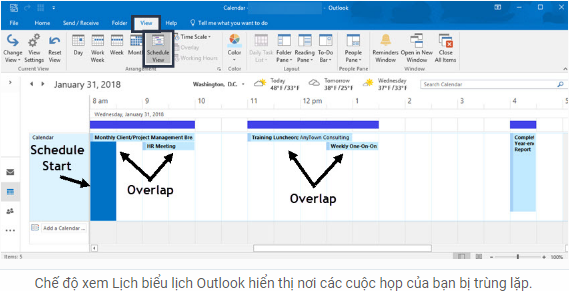 Calendar - Outlook
File Home Send / Receive Folder View Help Tell me what you want to do
Change View View Settings Reset View Day Work Week Week Month Schedule View Time Scale Overlay Working Hours Color Daily Task List Folder Pane Reading Pane To-Do Bar People Pane Reminders Window Open in New Window Close All Items
Current View Arrangement Color Layout People Pane Window
January 31, 2018 Washington, D.C. Today 48°F/33°F Tomorrow 38°F/25°F Wednesday 37°F/33°F Search Calendar
8 am 9 10 11 12 pm 1 2 3 4 5
Wednesday, January 31, 2018
Calendar Monthly Client/Project Management Bre Training Luncheon; AnyTown Consulting Comple
Year-en
Report
HR Meeting Weekly One-On-On
Schedule
Start
Overlap Overlap
Add a Calendar...
Items: 5 100%
Chế độ xem Lịch biểu lịch Outlook hiển thị nơi các cuộc họp của bạn bị trùng lặp.